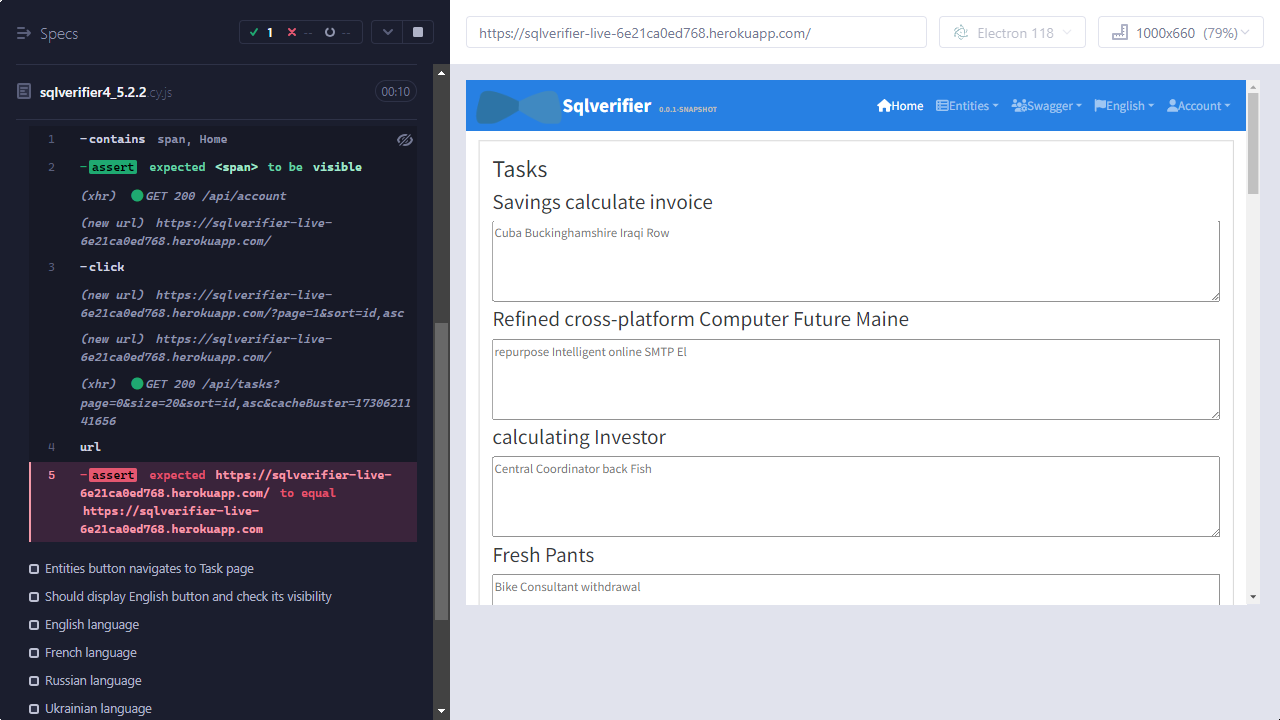 Specs
1
--
--
sqlverifier4_5.2.2.cy.js
00:10
1 -contains span, Home
2 -assert expected <span> to be visible
(xhr) GET 200 /api/account
(new url) https://sqlverifier-live-
6e21ca0ed768.herokuapp.com/
3 -click
(new url) https://sqlverifier-live-
6e21ca0ed768.herokuapp.com/?page=1&sort=id,asc
(new url) https://sqlverifier-live-
6e21ca0ed768.herokuapp.com/
(xhr) GET 200 /api/tasks?
page=0&size=20&sort=id,asc&cacheBuster=17306211
41656
4 url
5 -assert expected https://sqlverifier-live-
6e21ca0ed768.herokuapp.com/ to equal
https://sqlverifier-live-
6e21ca0ed768.herokuapp.com
Entities button navigates to Task page
Should display English button and check its visibility
English language
French language
Russian language
Ukrainian language
https://sqlverifier-live-6e21ca0ed768.herokuapp.com/
Electron 118
1000x660 (79%)
Sqlverifier 0.0.1-SNAPSHOT
Home
Entities
Swagger
English
Account
Tasks
Savings calculate invoice
Cuba Buckinghamshire Iraqi Row
Refined cross-platform Computer Future Maine
repurpose Intelligent online SMTP El
calculating Investor
Central Coordinator back Fish
Fresh Pants
Bike Consultant withdrawal